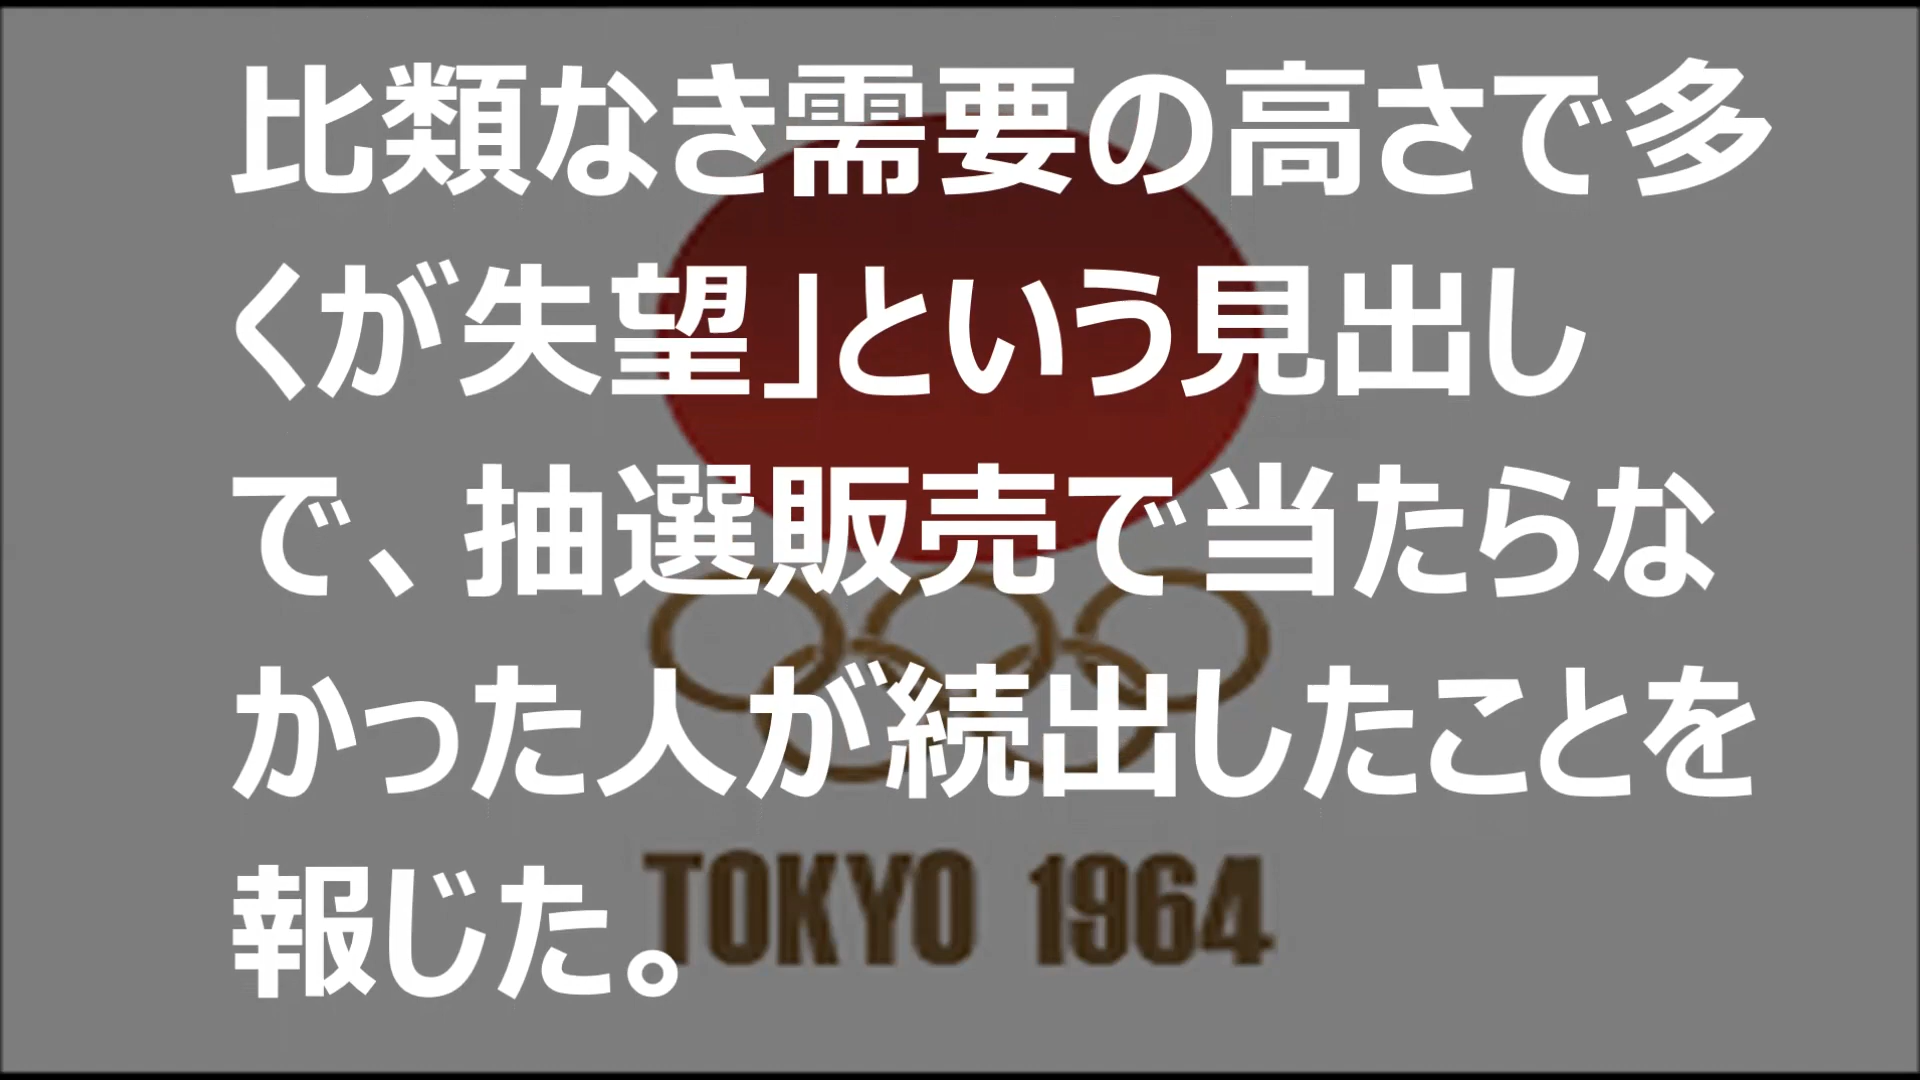 比類なき需要の高さで多
くが失望」という見出し
で、抽選販売で当たらな
かった人が続出したことを
報じた。
TOKYO 1964